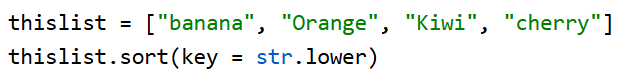 thislist = ["banana", "Orange", "Kiwi", "cherry"]
thislist.sort(key = str.lower)